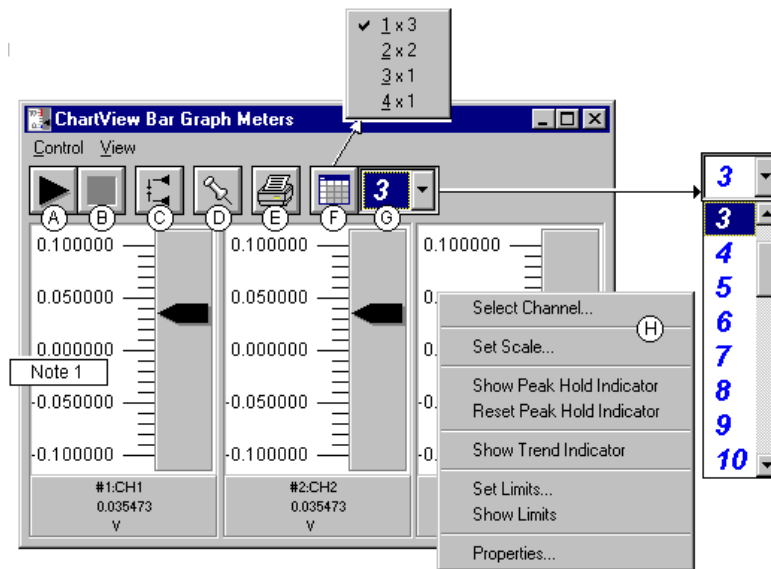 ✓ 1 x 3
2 x 2
3 x 1
4 x 1
ChartView Bar Graph Meters
Control View
3
A B C D E F G
3
3
4
5
6
7
8
9
10
0.100000
0.050000
0.000000
-0.050000
-0.100000
#1:CH1
0.035473
V
Note 1
0.100000
0.050000
0.000000
-0.050000
-0.100000
#2:CH2
0.035473
V
0.100000
Select Channel...
H
Set Scale...
Show Peak Hold Indicator
Reset Peak Hold Indicator
Show Trend Indicator
Set Limits...
Show Limits
Properties...